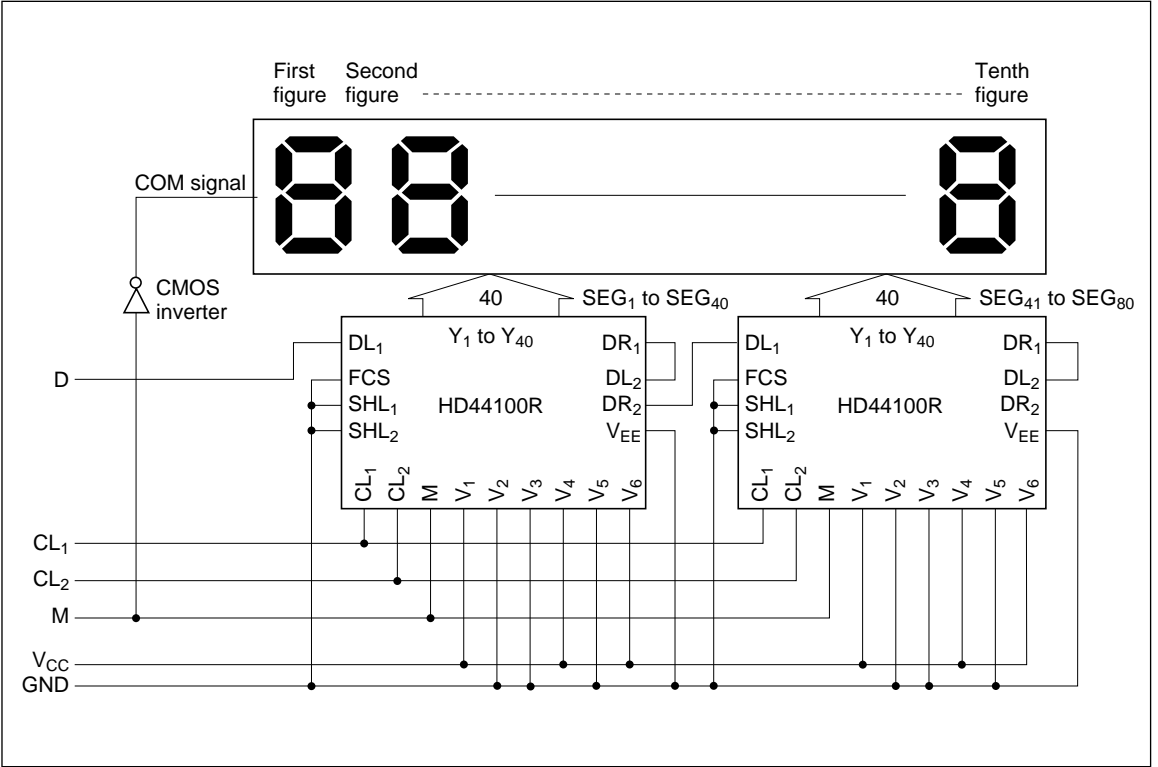 First figure
Second figure
Tenth figure
COM signal
CMOS inverter
40
SEG₁ to SEG₄₀
40
SEG₄₁ to SEG₈₀
D
DL₁
Y₁ to Y₄₀
DR₁
FCS
DL₂
SHL₁
HD44100R
DR₂
SHL₂
V_EE
CL₁ CL₂ M V₁ V₂ V₃ V₄ V₅ V₆
DL₁
Y₁ to Y₄₀
DR₁
FCS
DL₂
SHL₁
HD44100R
DR₂
SHL₂
V_EE
CL₁ CL₂ M V₁ V₂ V₃ V₄ V₅ V₆
CL₁
CL₂
M
V_CC
GND